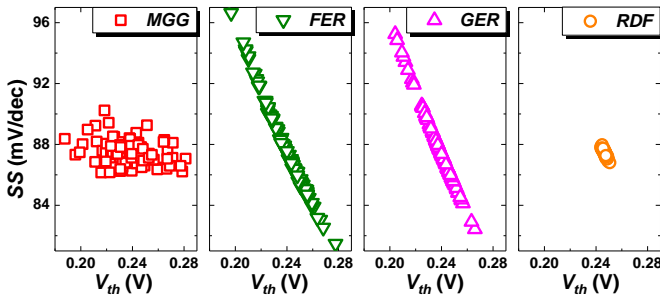 MGG
FER
GER
RDF
SS (mV/dec)
96
92
88
84
0.20 0.24 0.28
0.20 0.24 0.28
0.20 0.24 0.28
0.20 0.24 0.28
Vth (V)
Vth (V)
Vth (V)
Vth (V)